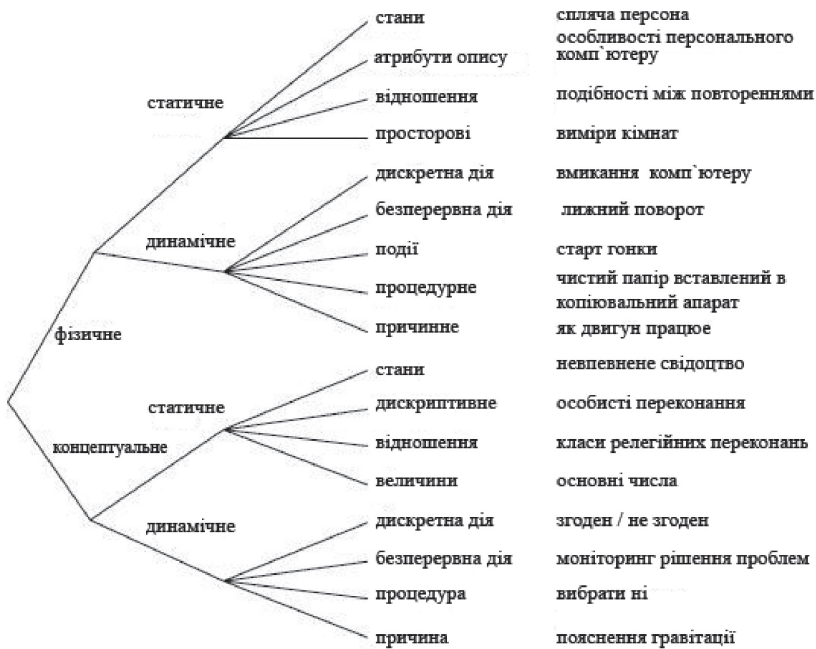 стани спляча персона
особливості персонального
атрибути опису комп`ютеру
статичне
відношення подібності між повтореннями
просторові виміри кімнат
дискретна дія вмикання комп`ютеру
безперервна дія лижний поворот
динамічне
події старт гонки
процедурне чистий папір вставлений в
копіювальний апарат
причинне як двигун працює
фізичне
стани невпевнене свідоцтво
статичне
дискриптивне особисті переконання
відношення класи релегійних переконань
концептуальне
величини основні числа
дискретна дія згоден / не згоден
динамічне
безперервна дія моніторинг рішення проблем
процедура вибрати ні
причина пояснення гравітації